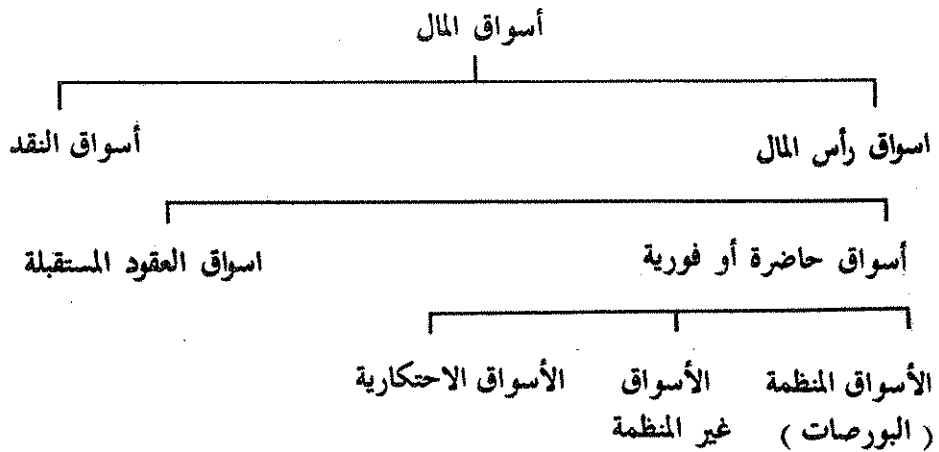 أسواق المال
اسواق رأس المال
أسواق النقد
أسواق حاضرة أو فورية
اسواق العقود المستقبلة
الأسواق المنظمة
( البورصات )
الأسواق
غير المنظمة
الأسواق الاحتكارية